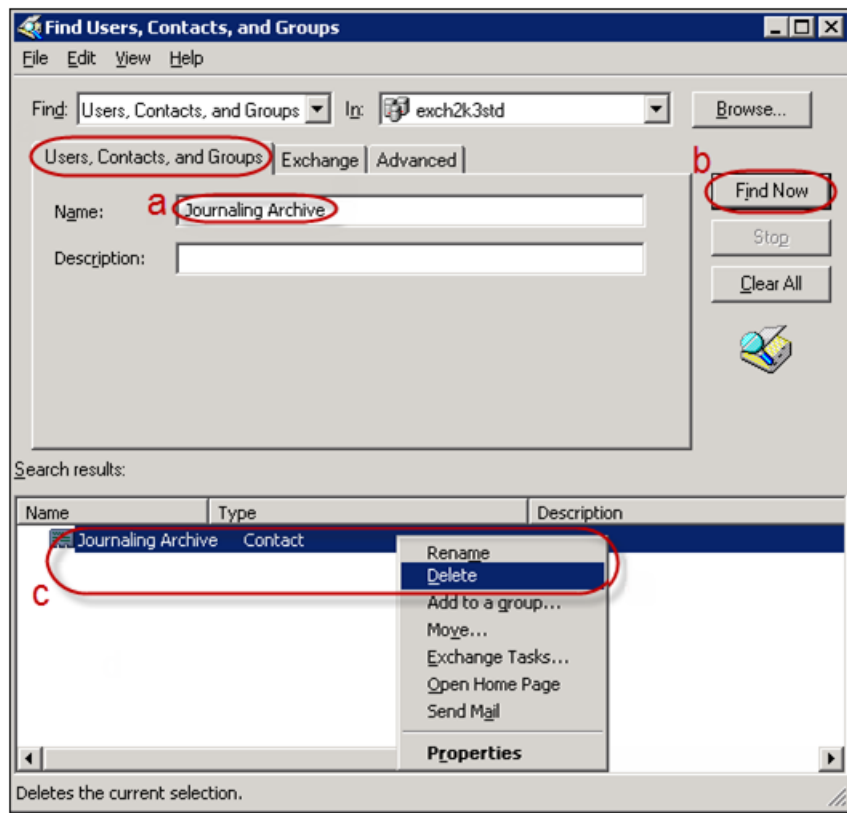 Find Users, Contacts, and Groups
File Edit View Help
Find: Users, Contacts, and Groups In: exch2k3std Browse...
Users, Contacts, and Groups Exchange Advanced
b
Find Now
Name: a Journaling Archive
Stop
Description:
Clear All
Search results:
Name Type Description
Journaling Archive Contact
Rename
Delete
c
Add to a group...
Move...
Exchange Tasks...
Open Home Page
Send Mail
Properties
Deletes the current selection.